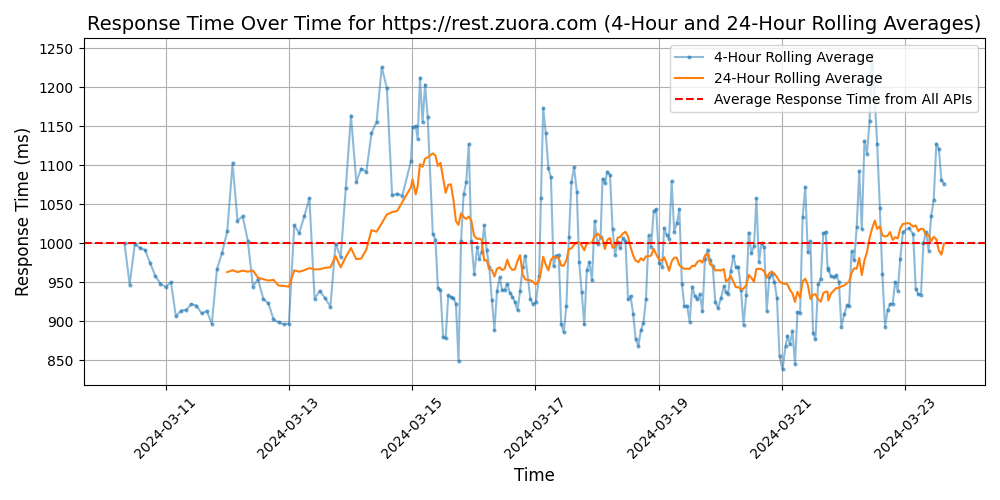 Response Time Over Time for https://rest.zuora.com (4-Hour and 24-Hour Rolling Averages)
4-Hour Rolling Average
24-Hour Rolling Average
Average Response Time from All APIs
Response Time (ms)
1250
1200
1150
1100
1050
1000
950
900
850
2024-03-11
2024-03-13
2024-03-15
2024-03-17
2024-03-19
2024-03-21
2024-03-23
Time